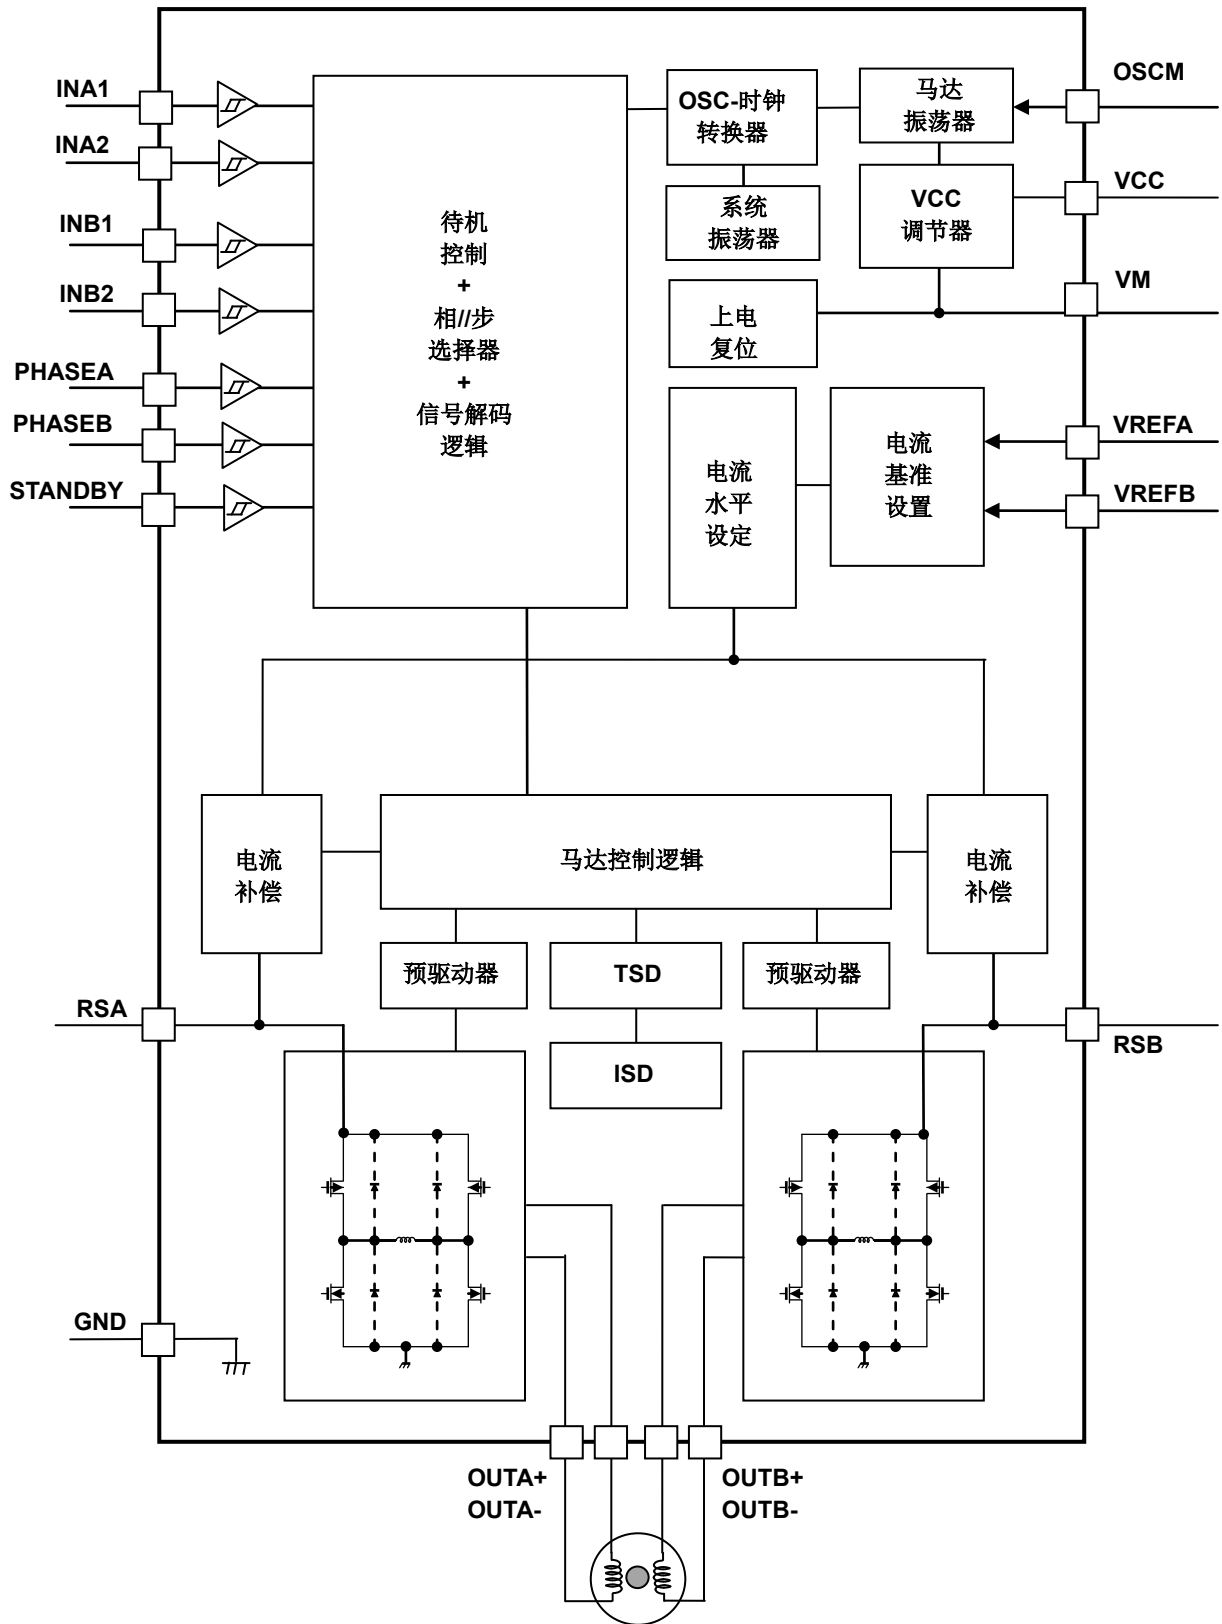 INA1
INA2
INB1
INB2
PHASEA
PHASEB
STANDBY
待机
控制
+
相//步
选择器
+
信号解码
逻辑
OSC-时钟
转换器
系统
振荡器
马达
振荡器
VCC
调节器
上电
复位
电流
水平
设定
电流
基准
设置
OSCM
VCC
VM
VREFA
VREFB
电流
补偿
马达控制逻辑
电流
补偿
预驱动器
TSD
预驱动器
ISD
RSA
RSB
GND
OUTA+
OUTA-
OUTB+
OUTB-